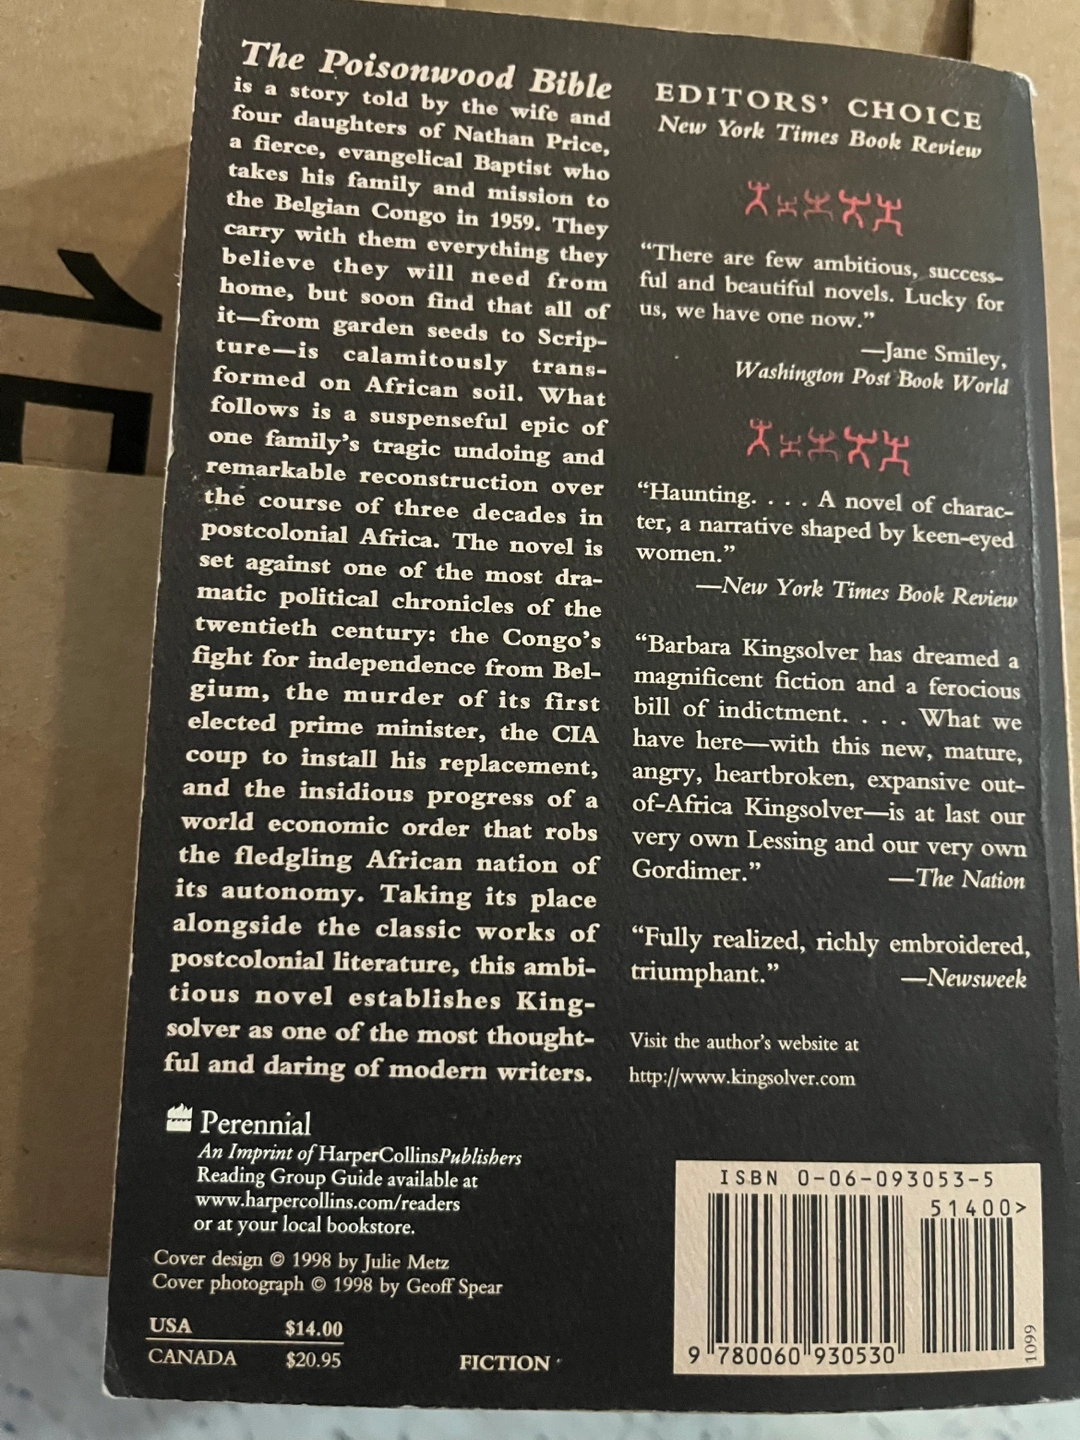 The Poisonwood Bible
is a story told by the wife and
four daughters of Nathan Price,
a fierce, evangelical Baptist who
takes his family and mission to
the Belgian Congo in 1959. They
carry with them everything they
believe they will need from
home, but soon find that all of
it—from garden seeds to Scrip-
ture—is calamitously trans-
formed on African soil. What
follows is a suspenseful epic of
one family's tragic undoing and
remarkable reconstruction over
the course of three decades in
postcolonial Africa. The novel is
set against one of the most dra-
matic political chronicles of the
twentieth century: the Congo's
fight for independence from Bel-
gium, the murder of its first
elected prime minister, the CIA
coup to install his replacement,
and the insidious progress of a
world economic order that robs
the fledgling African nation of
its autonomy. Taking its place
alongside the classic works of
postcolonial literature, this ambi-
tious novel establishes King-
solver as one of the most thought-
ful and daring of modern writers.
Perennial
An Imprint of HarperCollinsPublishers
Reading Group Guide available at
www.harpercollins.com/readers
or at your local bookstore.
Cover design © 1998 by Julie Metz
Cover photograph © 1998 by Geoff Spear
USA $14.00
CANADA $20.95
FICTION
EDITORS' CHOICE
New York Times Book Review
“There are few ambitious, success-
ful and beautiful novels. Lucky for
us, we have one now.”
—Jane Smiley,
Washington Post Book World
“Haunting. . . . A novel of charac-
ter, a narrative shaped by keen-eyed
women.”
—New York Times Book Review
“Barbara Kingsolver has dreamed a
magnificent fiction and a ferocious
bill of indictment. . . . What we
have here—with this new, mature,
angry, heartbroken, expansive out-
of-Africa Kingsolver—is at last our
very own Lessing and our very own
Gordimer.” —The Nation
“Fully realized, richly embroidered,
triumphant.” —Newsweek
Visit the author's website at
http://www.kingsolver.com
ISBN 0-06-093053-5
51400>
9 780060 930530
1099